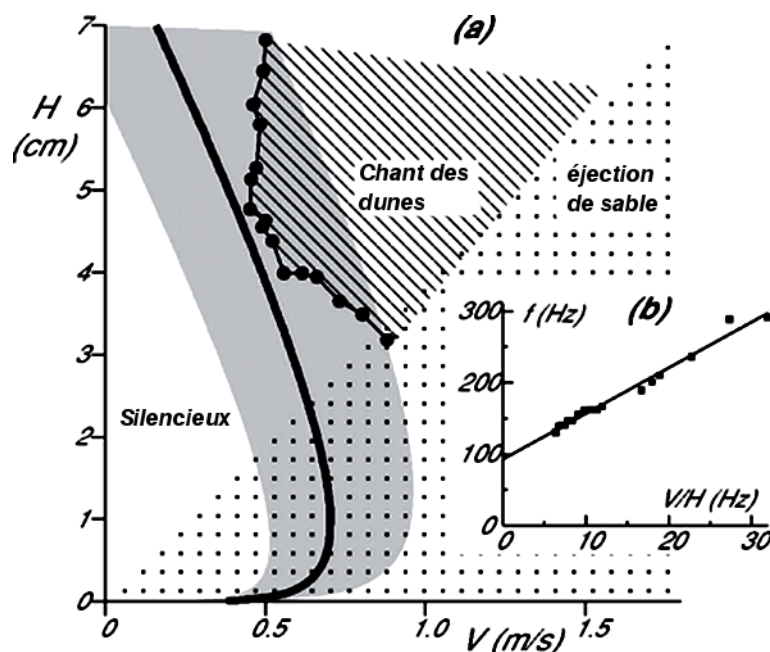 7
(a)
H
(cm)
6
5
Chant des
dunes
éjection
de sable
4
3
300
f (Hz)
(b)
200
Silencieux
2
100
1
V/H (Hz)
0
0
10
20
30
0
0
0.5
1.0
1.5
V (m/s)